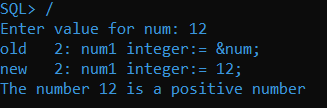 SQL> /
Enter value for num: 12
old   2: num1 integer:= &num;
new   2: num1 integer:= 12;
The number 12 is a positive number